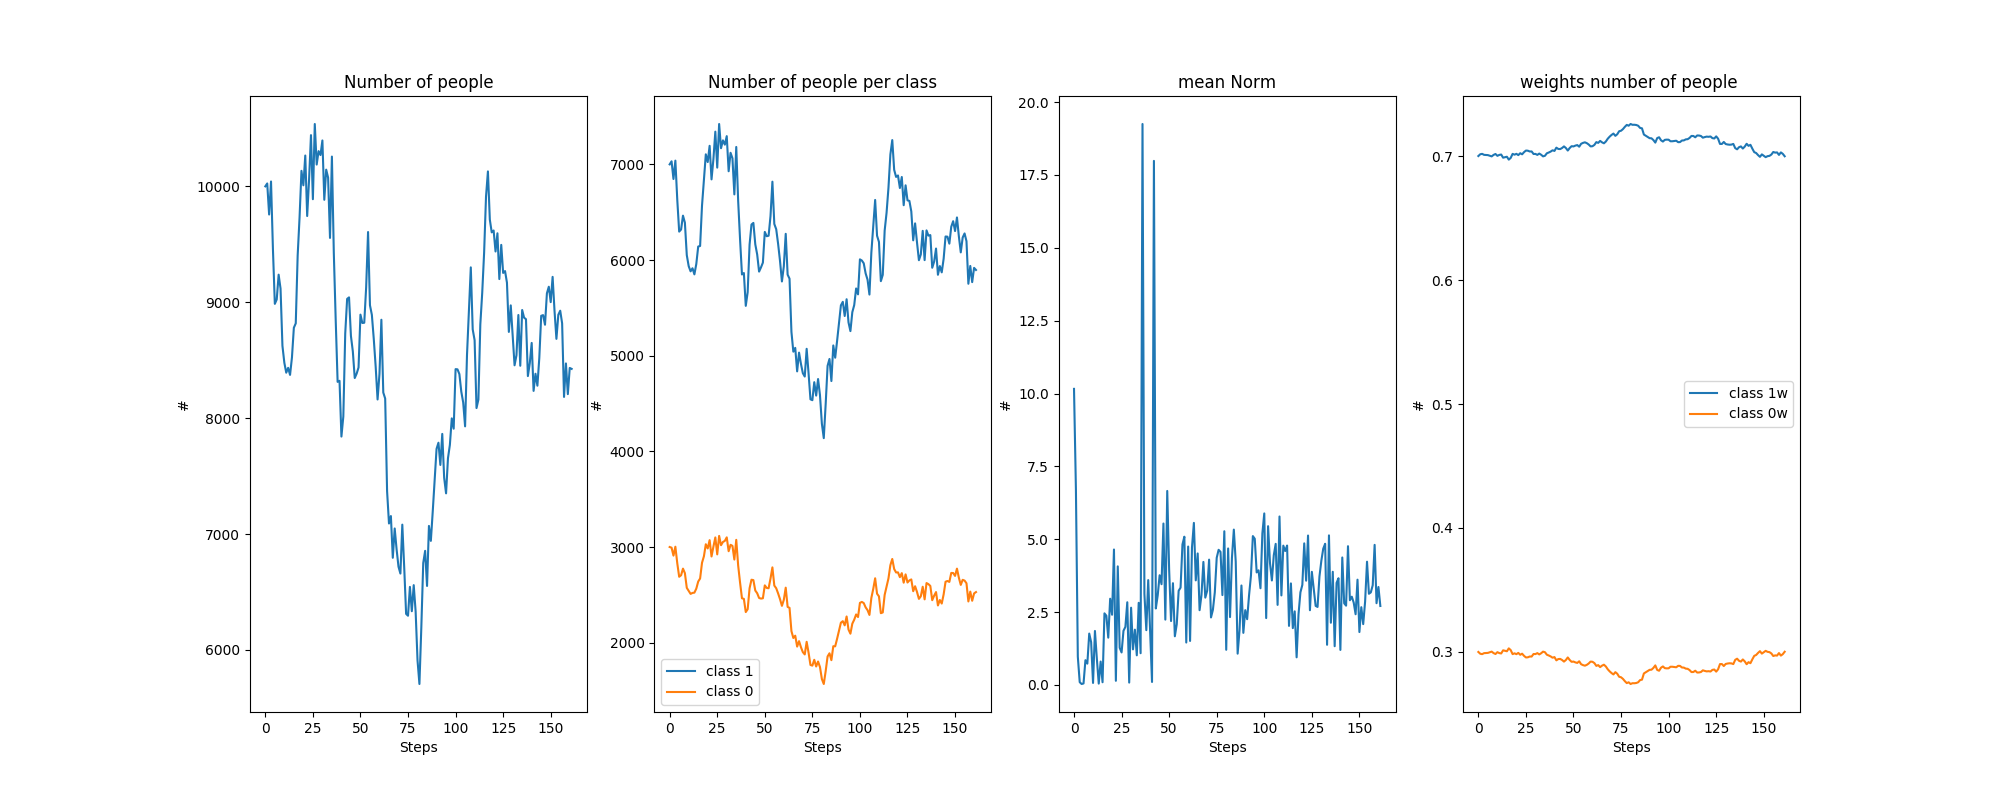 Number of people
#
10000
9000
8000
7000
6000
0 25 50 75 100 125 150
Steps
Number of people per class
#
7000
6000
5000
4000
3000
2000
class 1
class 0
0 25 50 75 100 125 150
Steps
mean Norm
#
20.0
17.5
15.0
12.5
10.0
7.5
5.0
2.5
0.0
0 25 50 75 100 125 150
Steps
weights number of people
#
0.7
0.6
0.5
0.4
0.3
class 1w
class 0w
0 25 50 75 100 125 150
Steps